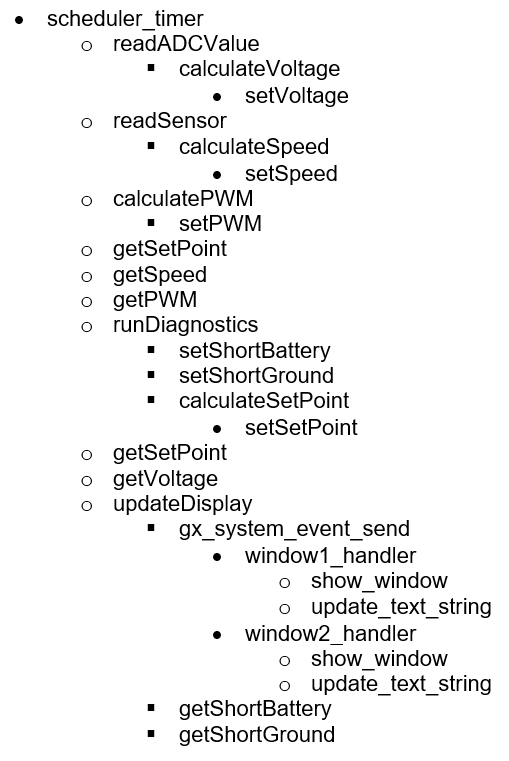 scheduler_timer
readADCValue
calculateVoltage
setVoltage
readSensor
calculateSpeed
setSpeed
calculatePWM
setPWM
getSetPoint
getSpeed
getPWM
runDiagnostics
setShortBattery
setShortGround
calculateSetPoint
setSetPoint
getSetPoint
getVoltage
updateDisplay
gx_system_event_send
window1_handler
show_window
update_text_string
window2_handler
show_window
update_text_string
getShortBattery
getShortGround